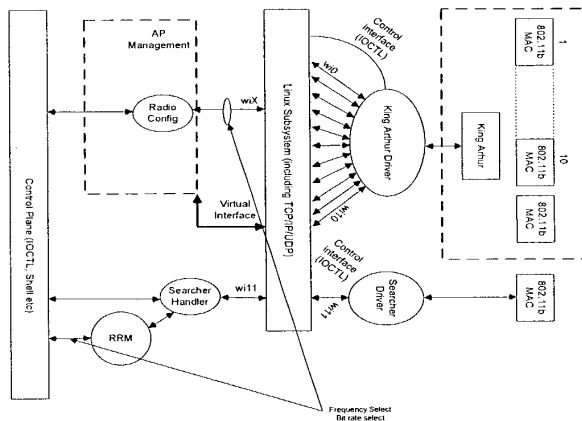 AP
Management
Control
interface
(IOCTL)
wi0
1
802.11b
MAC
Radio
Config
wiX
Control Plane (IOCTL, Shell etc)
Linux Subsystem (including TCP/IP/UDP)
King Arthur Driver
King Arhur
10
802.11b
MAC
wi10
Virtual
Interface
802.11b
MAC
Control
interface
(IOCTL)
Searcher
Handler
wi11
wi11
Searcher
Driver
802.11b
MAC
RRM
Frequency Select
Bit rate select